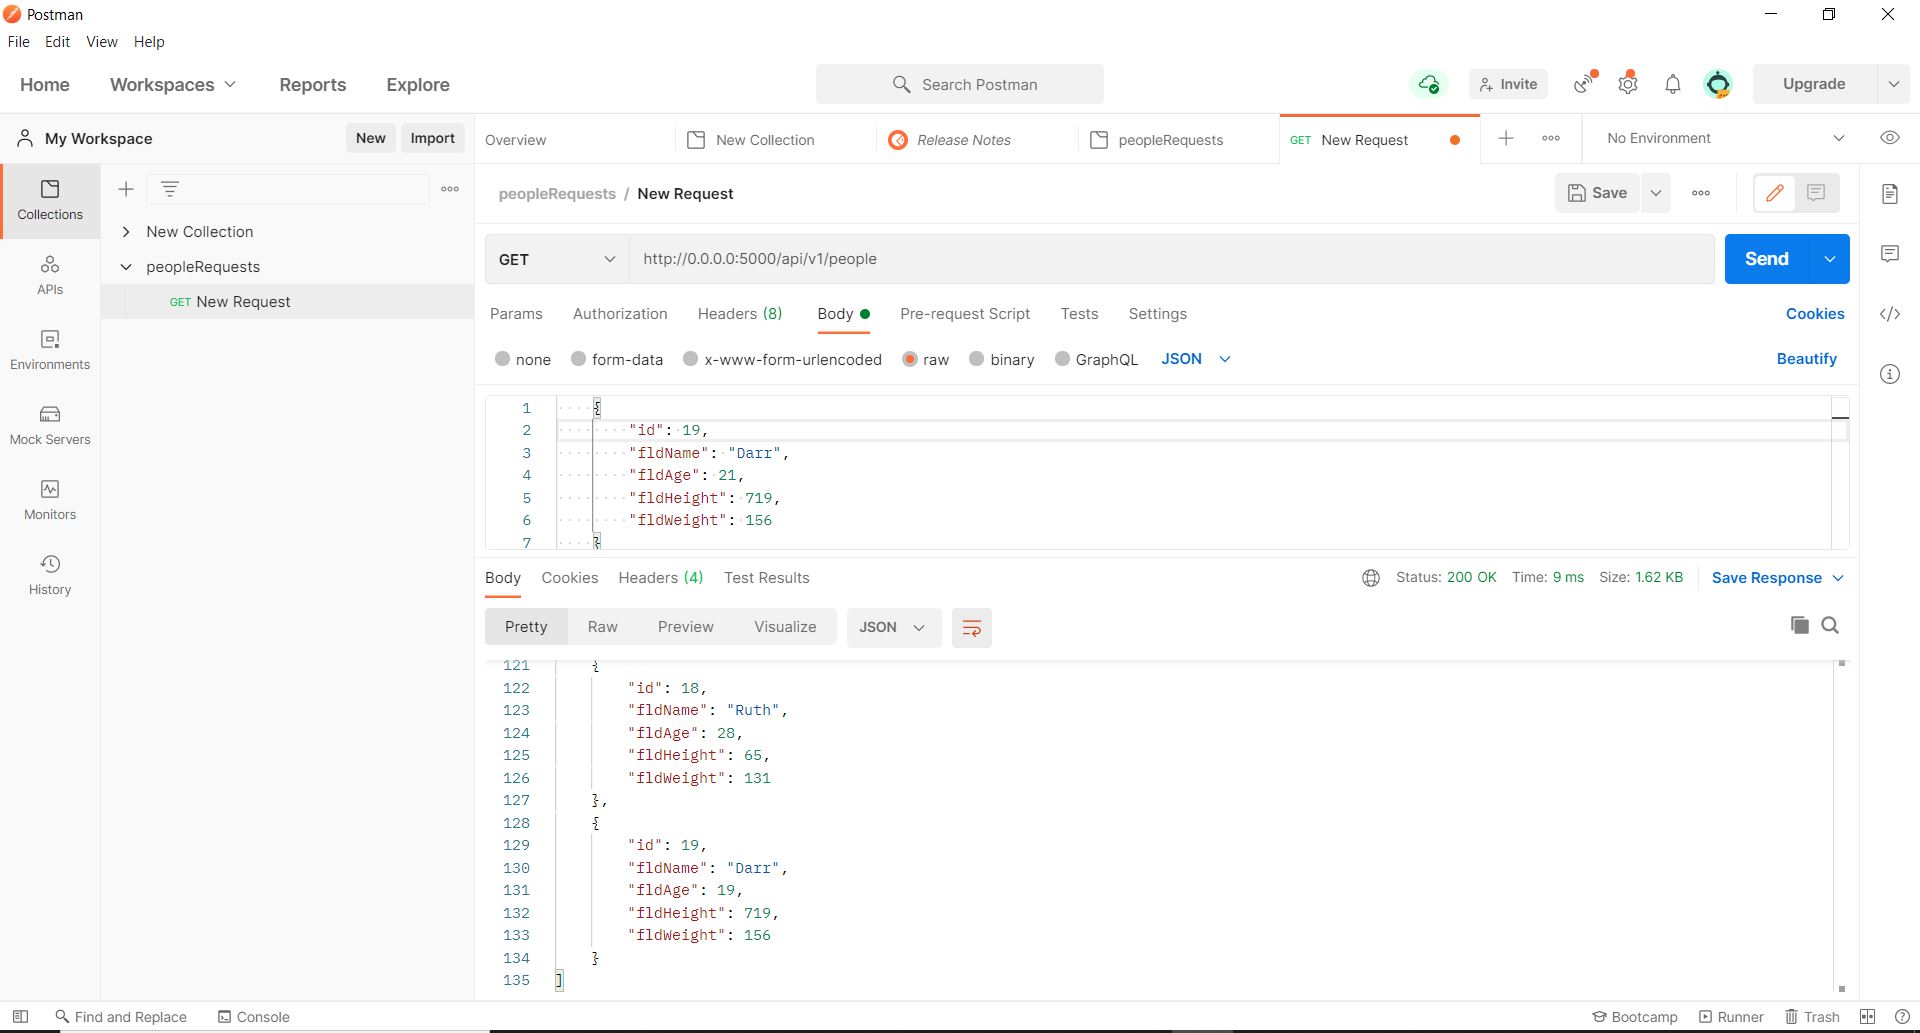 Postman
File Edit View Help
Home Workspaces Reports Explore Search Postman Invite Upgrade
My Workspace New Import Overview New Collection Release Notes peopleRequests GET New Request No Environment
Collections
APIs
Environments
Mock Servers
Monitors
History
New Collection
peopleRequests
GET New Request
peopleRequests / New Request Save
GET http://0.0.0.0:5000/api/v1/people Send
Params Authorization Headers (8) Body Pre-request Script Tests Settings Cookies
none form-data x-www-form-urlencoded raw binary GraphQL JSON Beautify
1 {
2 "id": 19,
3 "fldName": "Darr",
4 "fldAge": 21,
5 "fldHeight": 719,
6 "fldWeight": 156
7 }
Body Cookies Headers (4) Test Results Status: 200 OK Time: 9 ms Size: 1.62 KB Save Response
Pretty Raw Preview Visualize JSON
121 {
122 "id": 18,
123 "fldName": "Ruth",
124 "fldAge": 28,
125 "fldHeight": 65,
126 "fldWeight": 131
127 },
128 {
129 "id": 19,
130 "fldName": "Darr",
131 "fldAge": 19,
132 "fldHeight": 719,
133 "fldWeight": 156
134 }
135 ]
Find and Replace Console Bootcamp Runner Trash